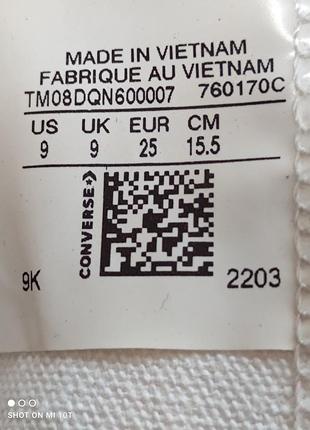 MADE IN VIETNAM
FABRIQUE AU VIETNAM
TM08DQN600007 760170C
US UK EUR CM
9 9 25 15.5
CONVERSE
9K 2203
SHOT ON MI 10T